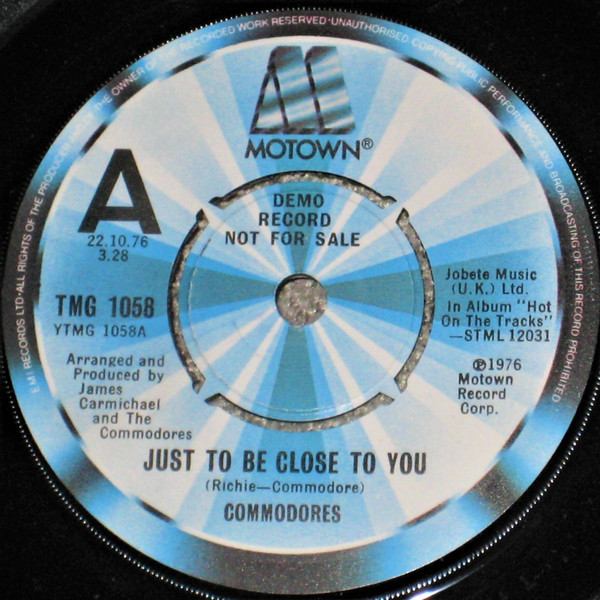 EMI RECORDS LTD·ALL RIGHTS OF THE PRODUCER AND OF THE OWNER OF THE RECORDED WORK RESERVED·UNAUTHORISED COPYING PUBLIC PERFORMANCE AND BROADCASTING OF THIS RECORD PROHIBITED
MOTOWN®
A
22.10.76
3.28
DEMO
RECORD
NOT FOR SALE
TMG 1058
YTMG 1058A
Jobete Music
(U.K.) Ltd.
In Album "Hot
On The Tracks"
—STML 12031
Arranged and
Produced by
James
Carmichael
and The
Commodores
℗1976
Motown
Record
Corp.
JUST TO BE CLOSE TO YOU
(Richie—Commodore)
COMMODORES